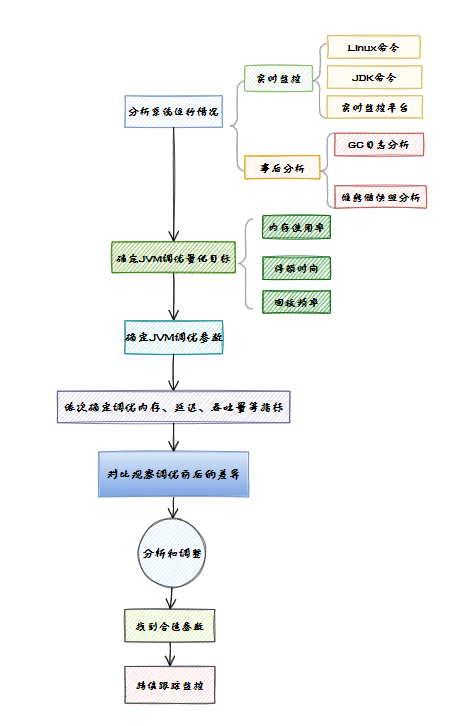 Linux命令
实时监控
JDK命令
分析系统运行情况
实时监控平台
GC日志分析
事后分析
堆转储快照分析
内存使用率
确定JVM调优量化目标
停顿时间
回收频率
确定JVM调优参数
依次确定调优内存、延迟、吞吐量等指标
对比观察调优前后的差异
分析和调整
找到合适参数
持续跟踪监控